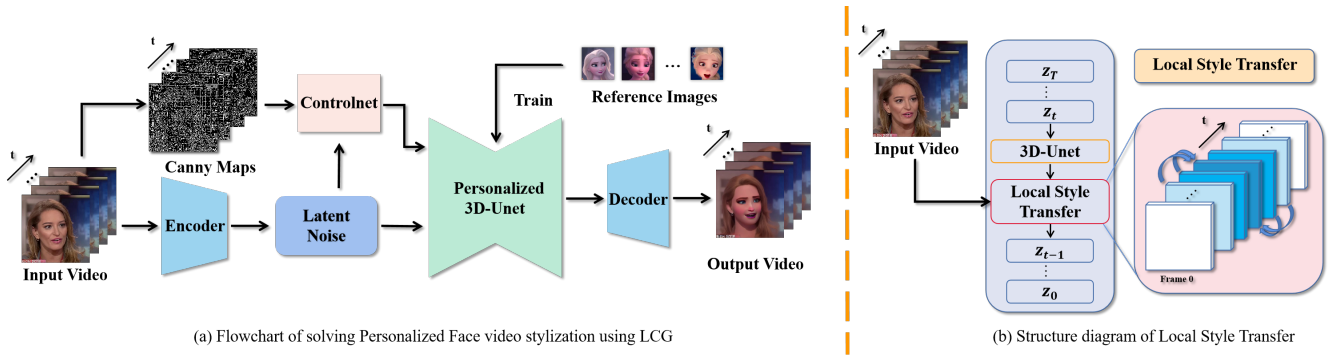 t
Canny Maps
Controlnet
Train
...
Reference Images
t
Input Video
Encoder
Latent
Noise
Personalized
3D-Unet
Decoder
t
Output Video
(a) Flowchart of solving Personalized Face video stylization using LCG
t
Input Video
z_T
z_t
3D-Unet
Local Style
Transfer
z_{t−1}
z_0
Local Style Transfer
t
Frame 0
(b) Structure diagram of Local Style Transfer